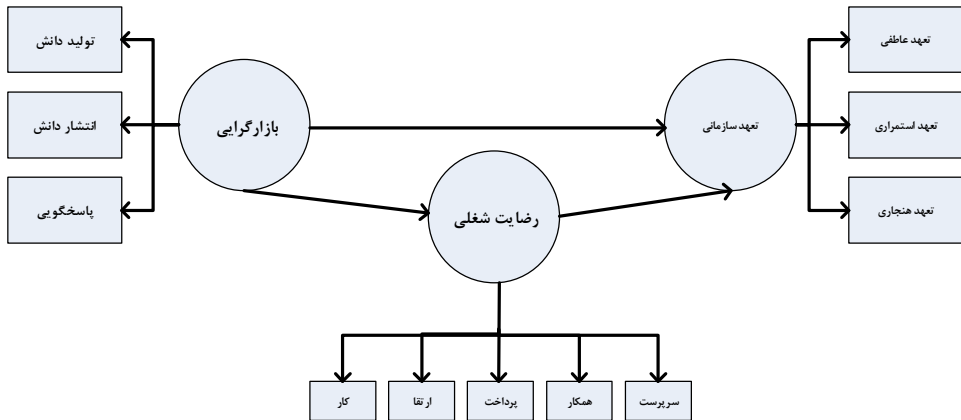 تولید دانش
انتشار دانش
پاسخگویی
بازارگرایی
رضایت شغلی
تعهد سازمانی
تعهد عاطفی
تعهد استمراری
تعهد هنجاری
سرپرست
همکار
پرداخت
ارتقا
کار